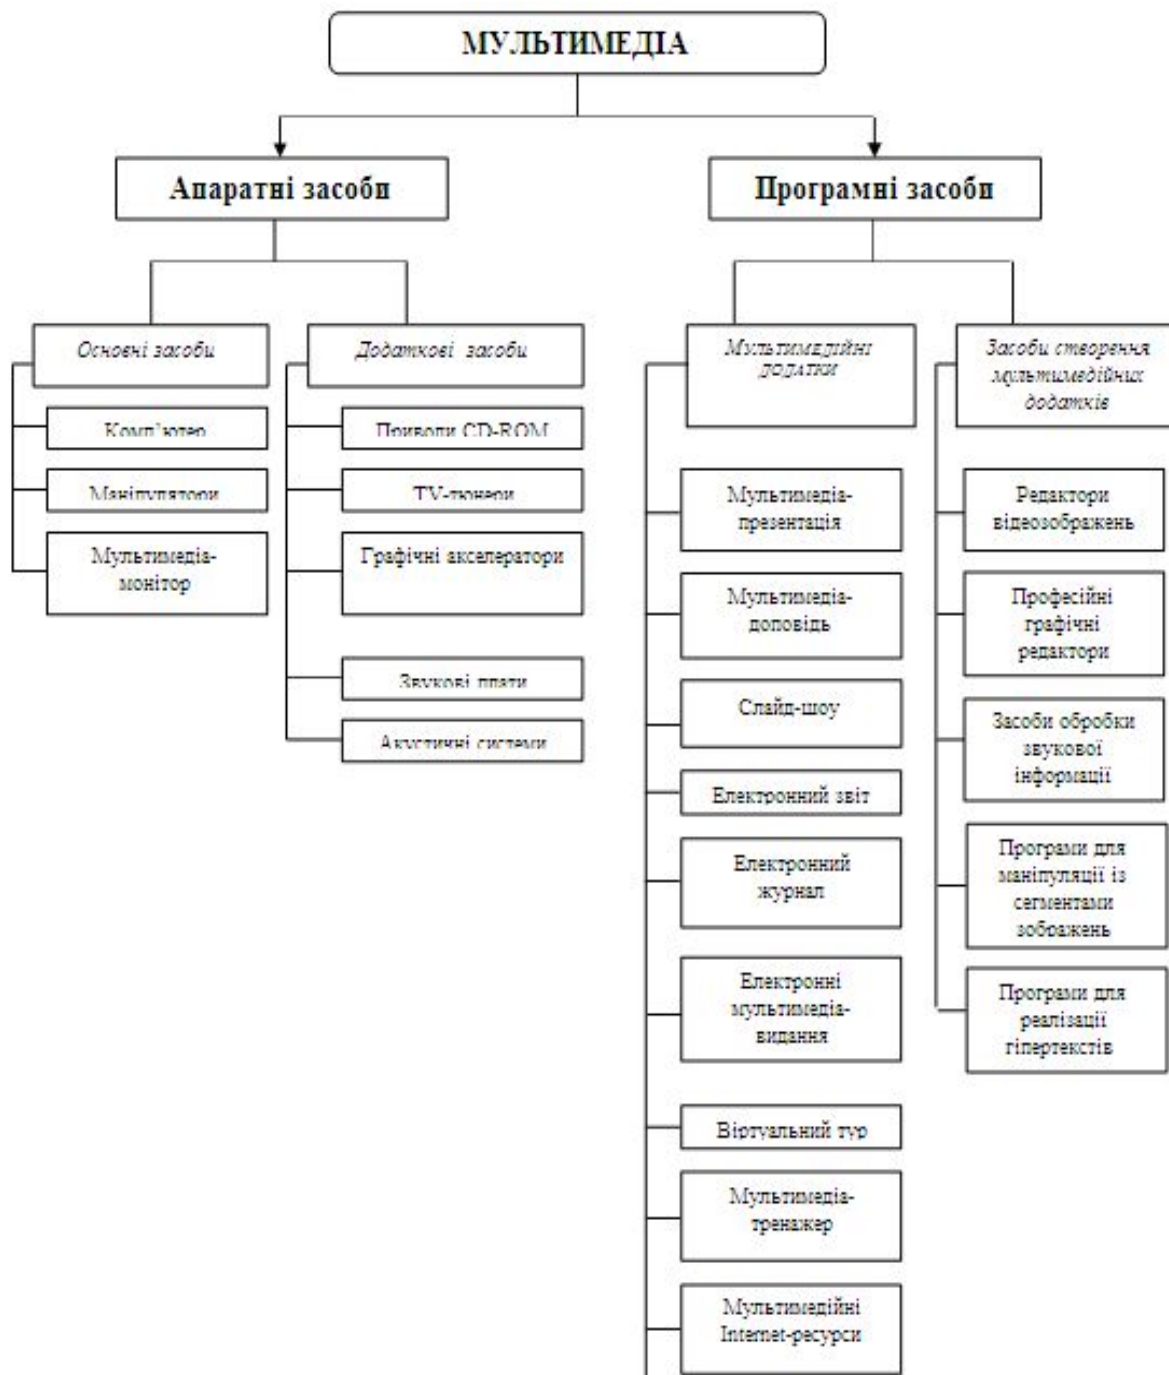 МУЛЬТИМЕДІА
Апаратні засоби
Програмні засоби
Основні засоби
Комп'ютер
Маніпулятори
Мультимедіа-
монітор
Додаткові засоби
Приводи CD-ROM
TV-тюнери
Графічні акселератори
Звукові плати
Акустичні системи
МУЛЬТИМЕДІЙНІ
ДОДАТКИ
Мультимедіа-
презентація
Мультимедіа-
доповідь
Слайд-шоу
Електронний звіт
Електронний
журнал
Електронні
мультимедіа-
видання
Віртуальний тур
Мультимедіа-
тренажер
Мультимедійні
Internet-ресурси
Засоби створення
мультимедійних
додатків
Редактори
відеозображень
Професійні
графічні
редактори
Засоби обробки
звукової
інформації
Програми для
маніпуляції із
сегментами
зображень
Програми для
реалізації
гіпертекстів